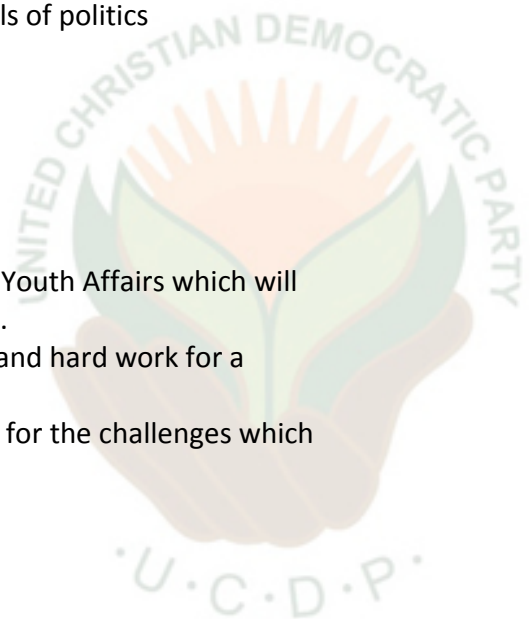 ls of politics
UNITED CHRISTIAN DEMOCRATIC PARTY
Youth Affairs which will
.
and hard work for a
for the challenges which
·U·C·D·P·